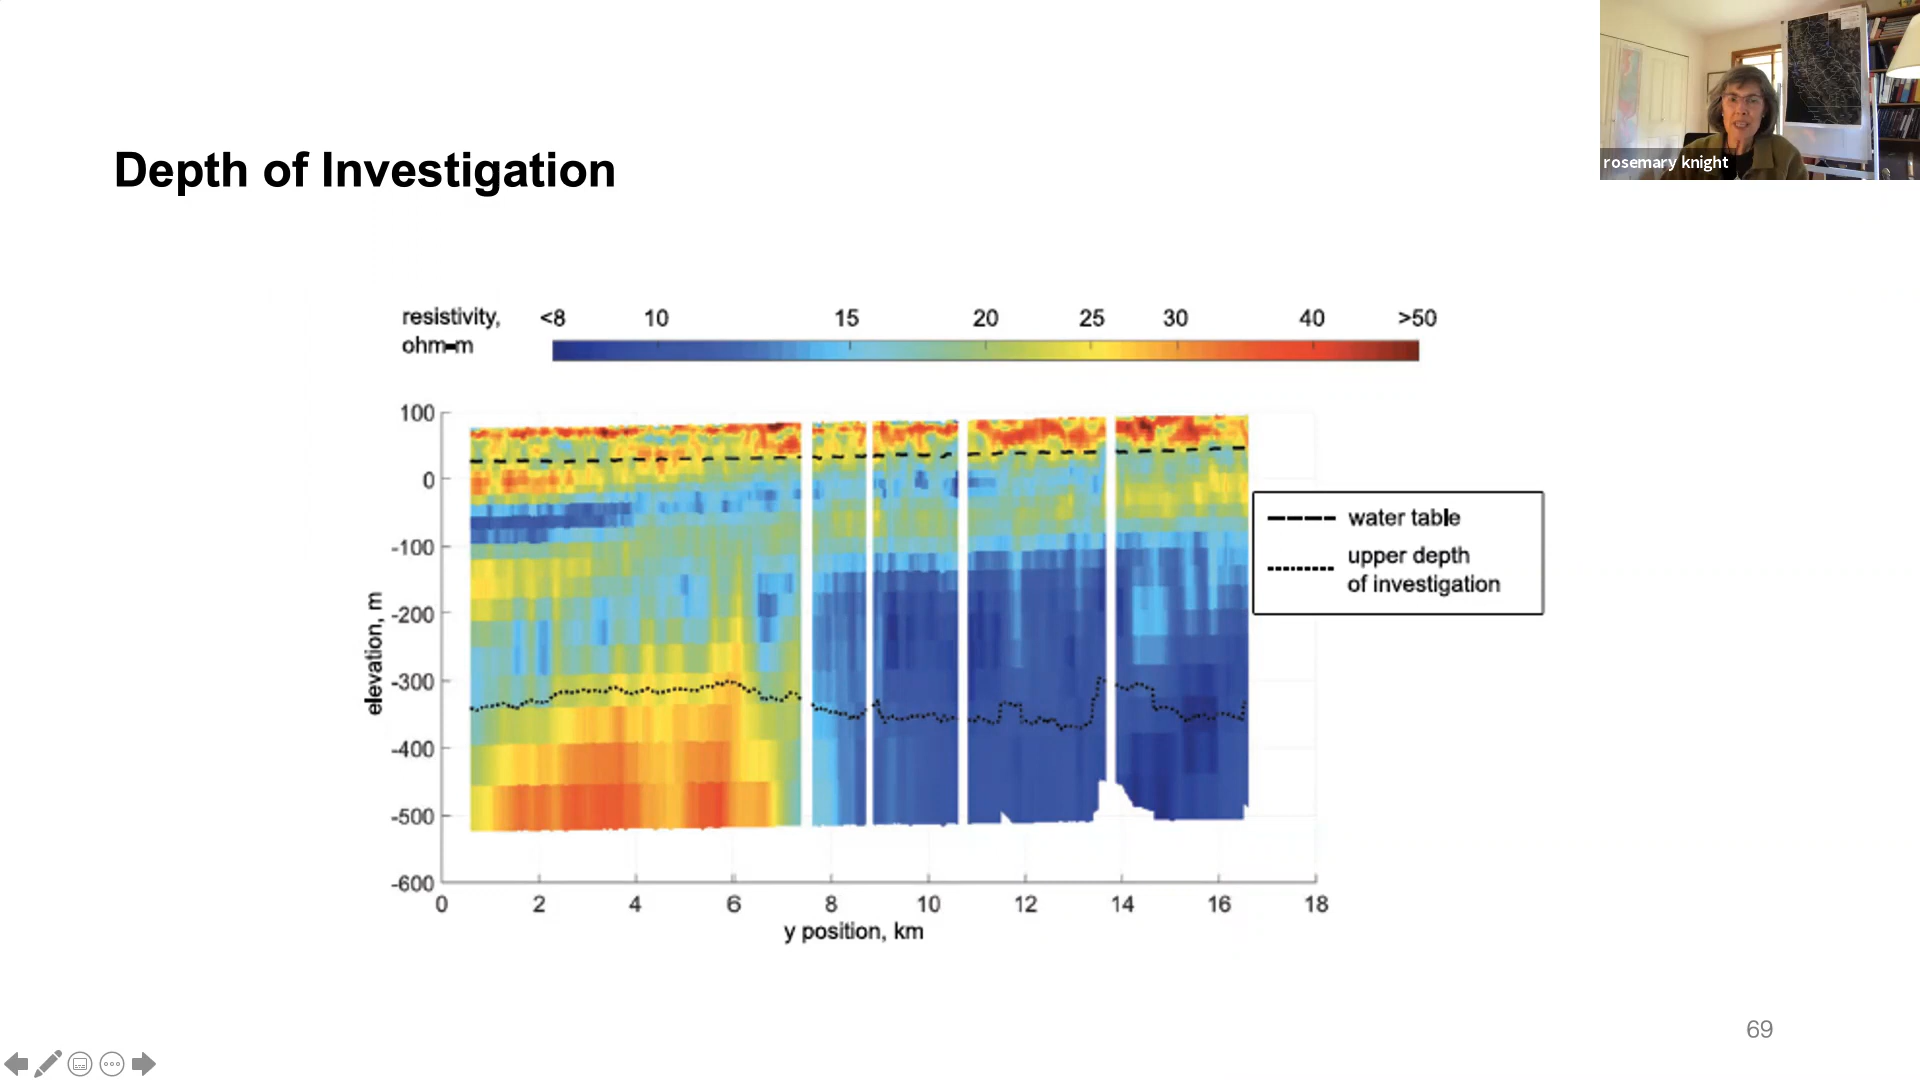 rosemary knight
Depth of Investigation
resistivity,
ohm-m
<8 10 15 20 25 30 40 >50
100
0
-100
-200
-300
-400
-500
-600
elevation, m
0 2 4 6 8 10 12 14 16 18
y position, km
water table
upper depth
of investigation
69